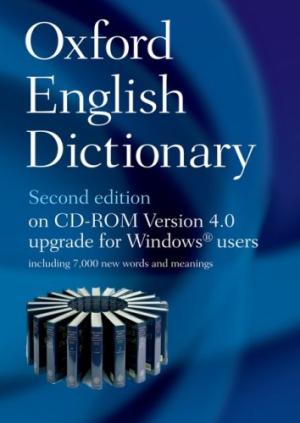 Oxford
English
Dictionary
Second edition
on CD-ROM Version 4.0
upgrade for Windows® users
including 7,000 new words and meanings